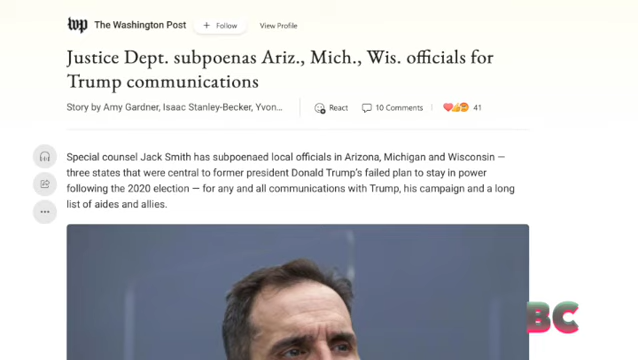 wp The Washington Post + Follow View Profile
Justice Dept. subpoenas Ariz., Mich., Wis. officials for
Trump communications
Story by Amy Gardner, Isaac Stanley-Becker, Yvon... React 10 Comments 41
Special counsel Jack Smith has subpoenaed local officials in Arizona, Michigan and Wisconsin —
three states that were central to former president Donald Trump's failed plan to stay in power
following the 2020 election — for any and all communications with Trump, his campaign and a long
list of aides and allies.
BC